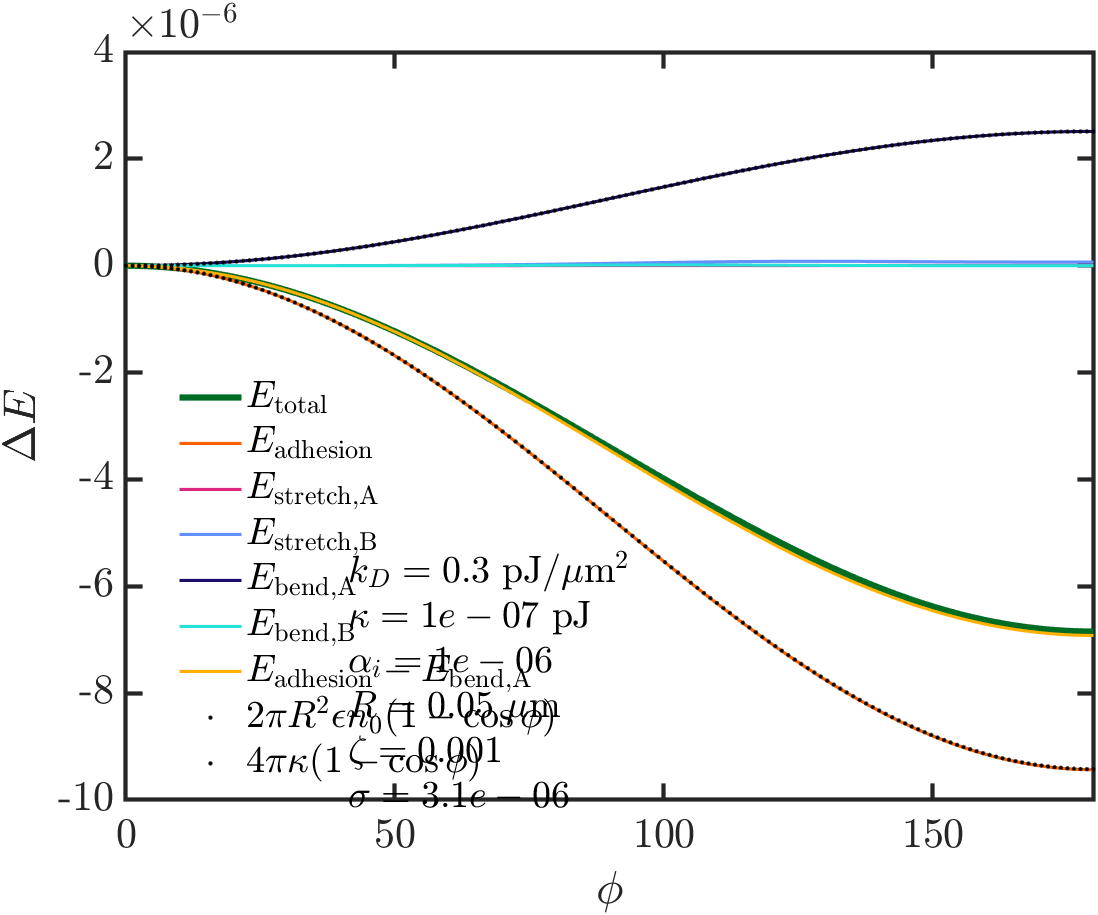 ×10⁻⁶
4
2
0
-2
-4
-6
-8
-10
0 50 100 150
ϕ
ΔE
E_total
E_adhesion
E_stretch,A
E_stretch,B
E_bend,A
E_bend,B
E_adhesion − E_bend,A
2πR²ϵn₀(1 − cos ϕ)
4πκ(1 − cos ϕ)
k_D = 0.3 pJ/μm²
κ = 1e − 07 pJ
α_i = 1e − 06
R = 0.05 μm
ζ = 0.001
σ = 3.1e − 06